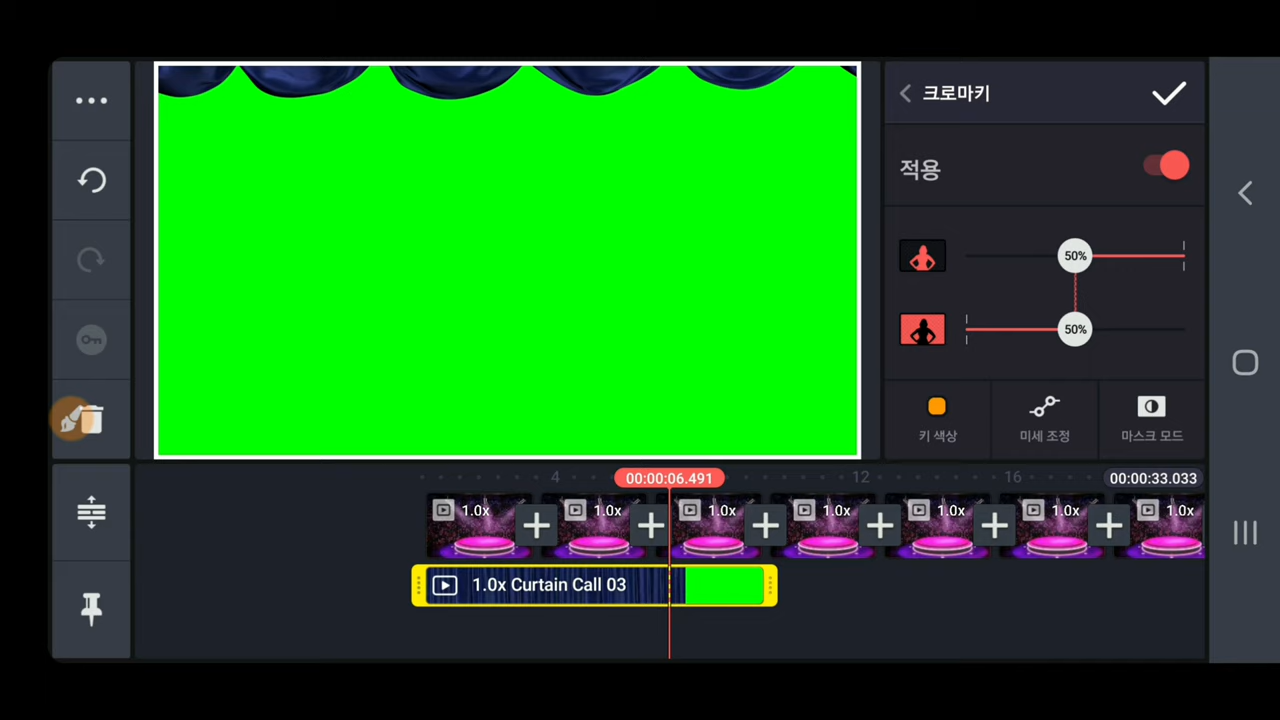 크로마키
적용
50%
50%
키 색상
미세 조정
마스크 모드
4
00:00:06.491
12
16
00:00:33.033
1.0x
1.0x
1.0x
1.0x
1.0x
1.0x
1.0x
1.0x Curtain Call 03